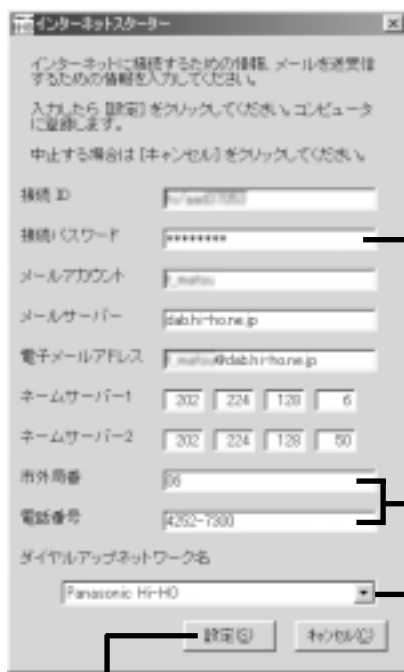 インターネットスターター
インターネットに接続するための情報、メールを送受信
するための情報を入力してください。
入力したら [設定] をクリックしてください。コンピュータ
に登録します。
中止する場合は [キャンセル] をクリックしてください。
接続 ID
接続パスワード ********
メールアカウント
メールサーバー dab.hi-ho.ne.jp
電子メールアドレス @dab.hi-ho.ne.jp
ネームサーバー1 202 224 128 6
ネームサーバー2 202 224 128 50
市外局番 06
電話番号 4262-7300
ダイヤルアップネットワーク名
Panasonic Hi-HO
設定(S) キャンセル(C)